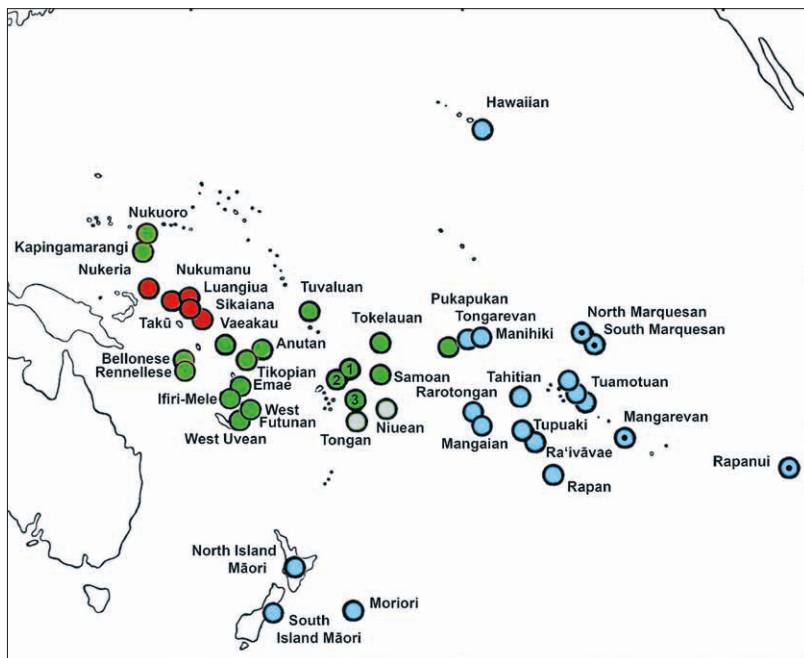 Hawaiian
Nukuoro
Kapingamarangi
Nukeria
Nukumanu
Luangiua
Sikaiana
Takū
Vaeakau
Tuvaluan
Tokelauan
Pukapukan
Tongarevan
Manihiki
North Marquesan
South Marquesan
Anutan
Bellonese
Rennellese
Tikopian
Emae
Ifiri-Mele
West
Futunan
West Uvean
1
2
3
Samoan
Rarotongan
Tahitian
Tuamotuan
Tongan
Niuean
Mangaian
Tupuaki
Ra‘ivāvae
Mangarevan
Rapan
Rapanui
North Island
Māori
South
Island Māori
Moriori